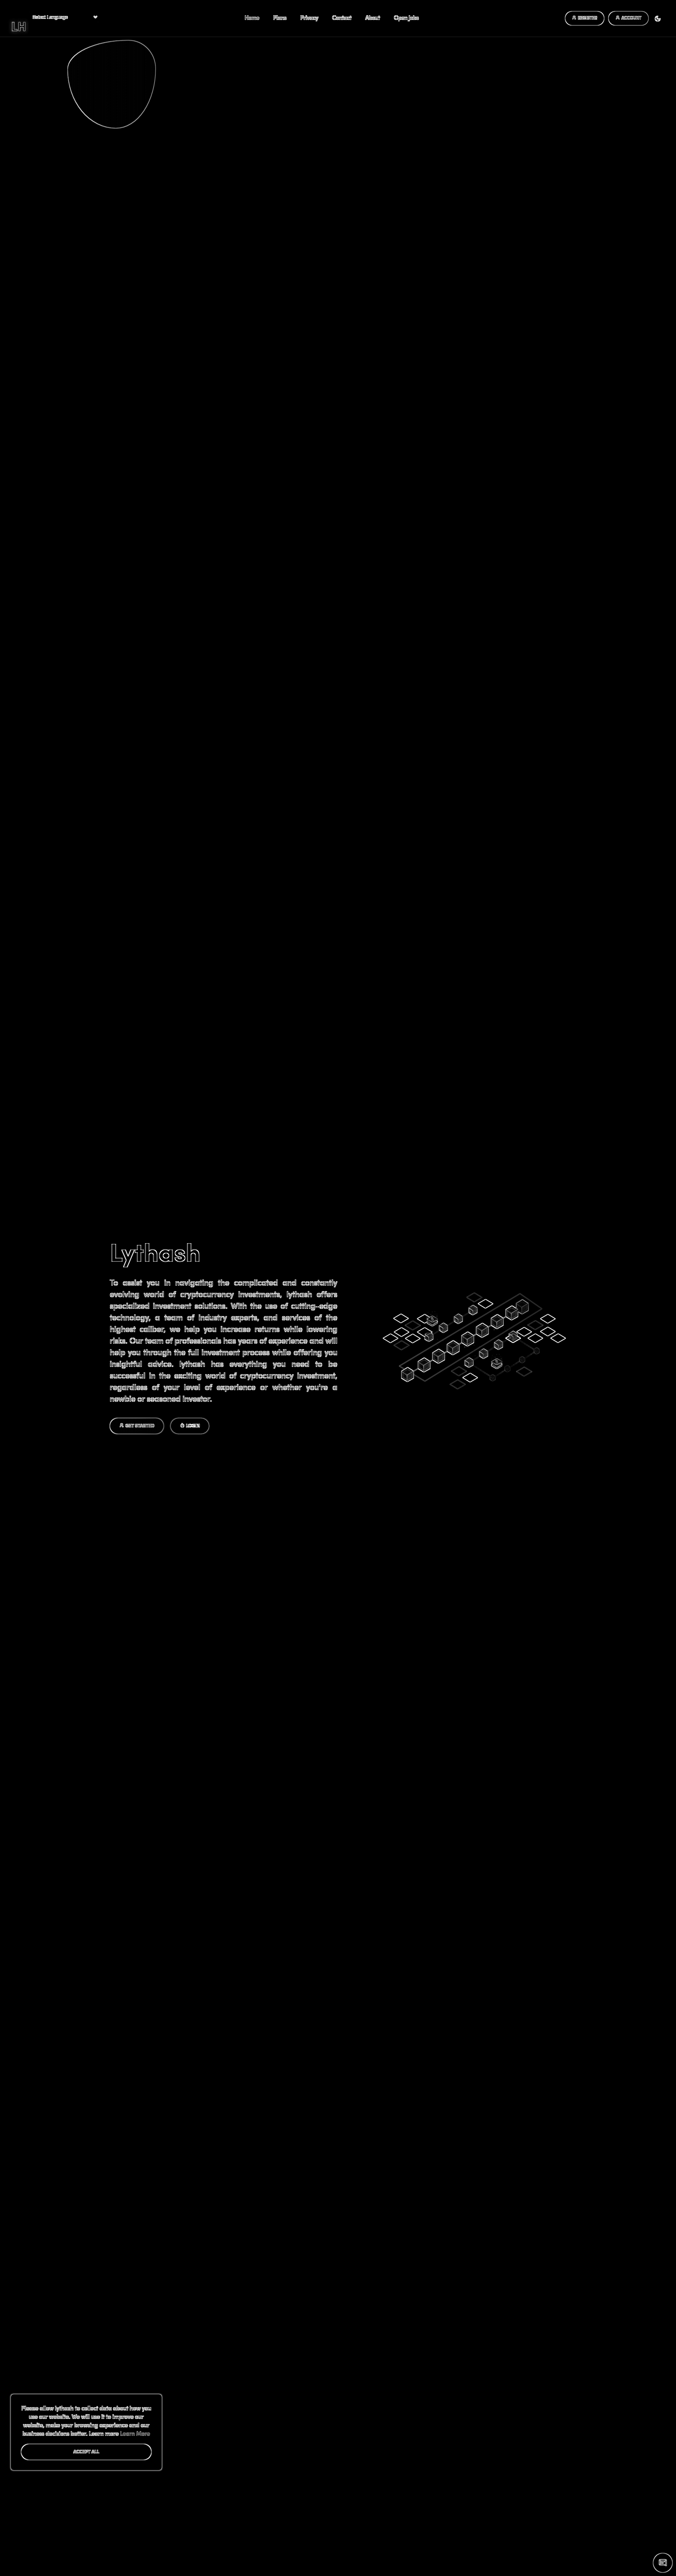 LH
Select Language
Home Plans Privacy Contact About Open jobs
REGISTER ACCOUNT
Lythash
To assist you in navigating the complicated and constantly
evolving world of cryptocurrency investments, lythash offers
specialized investment solutions. With the use of cutting-edge
technology, a team of industry experts, and services of the
highest caliber, we help you increase returns while lowering
risks. Our team of professionals has years of experience and will
help you through the full investment process while offering you
insightful advice. lythash has everything you need to be
successful in the exciting world of cryptocurrency investment,
regardless of your level of experience or whether you're a
newbie or seasoned investor.
GET STARTED LOGIN
Please allow lythash to collect data about how you
use our website. We will use it to improve our
website, make your browsing experience and our
business decisions better. Learn more Learn More
ACCEPT ALL